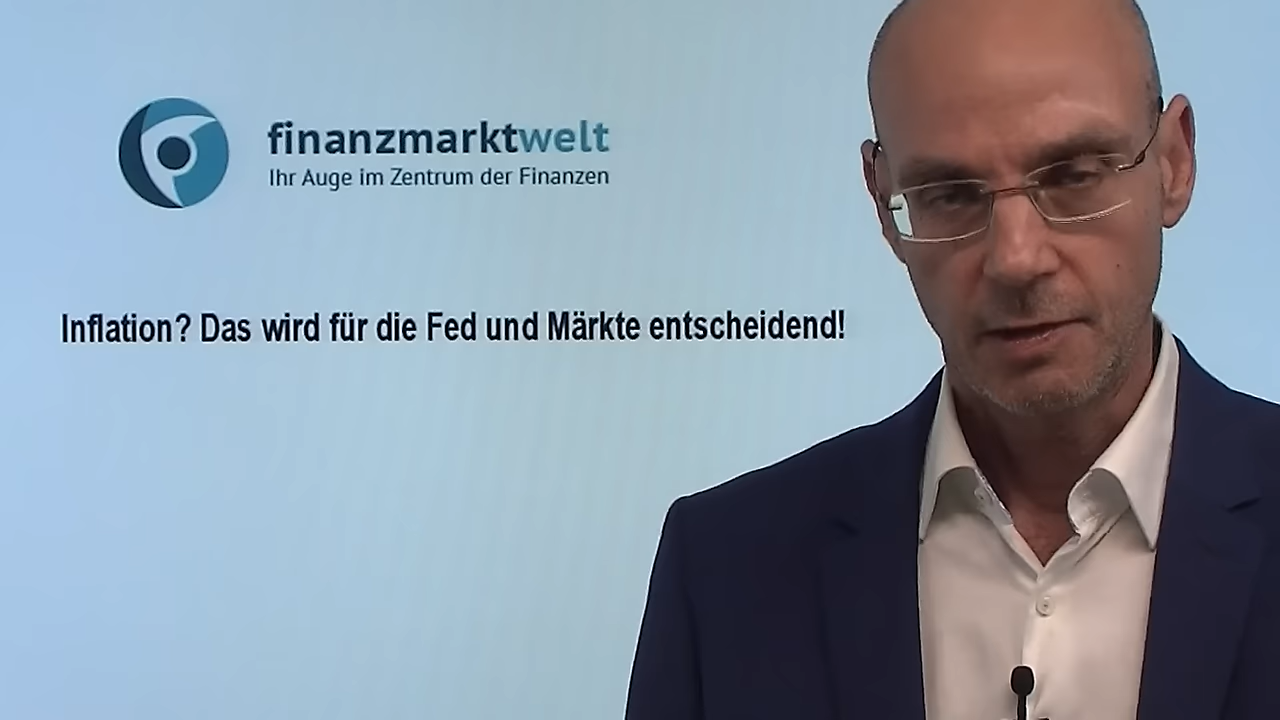 finanzmarktwelt
Ihr Auge im Zentrum der Finanzen
Inflation? Das wird für die Fed und Märkte entscheidend!